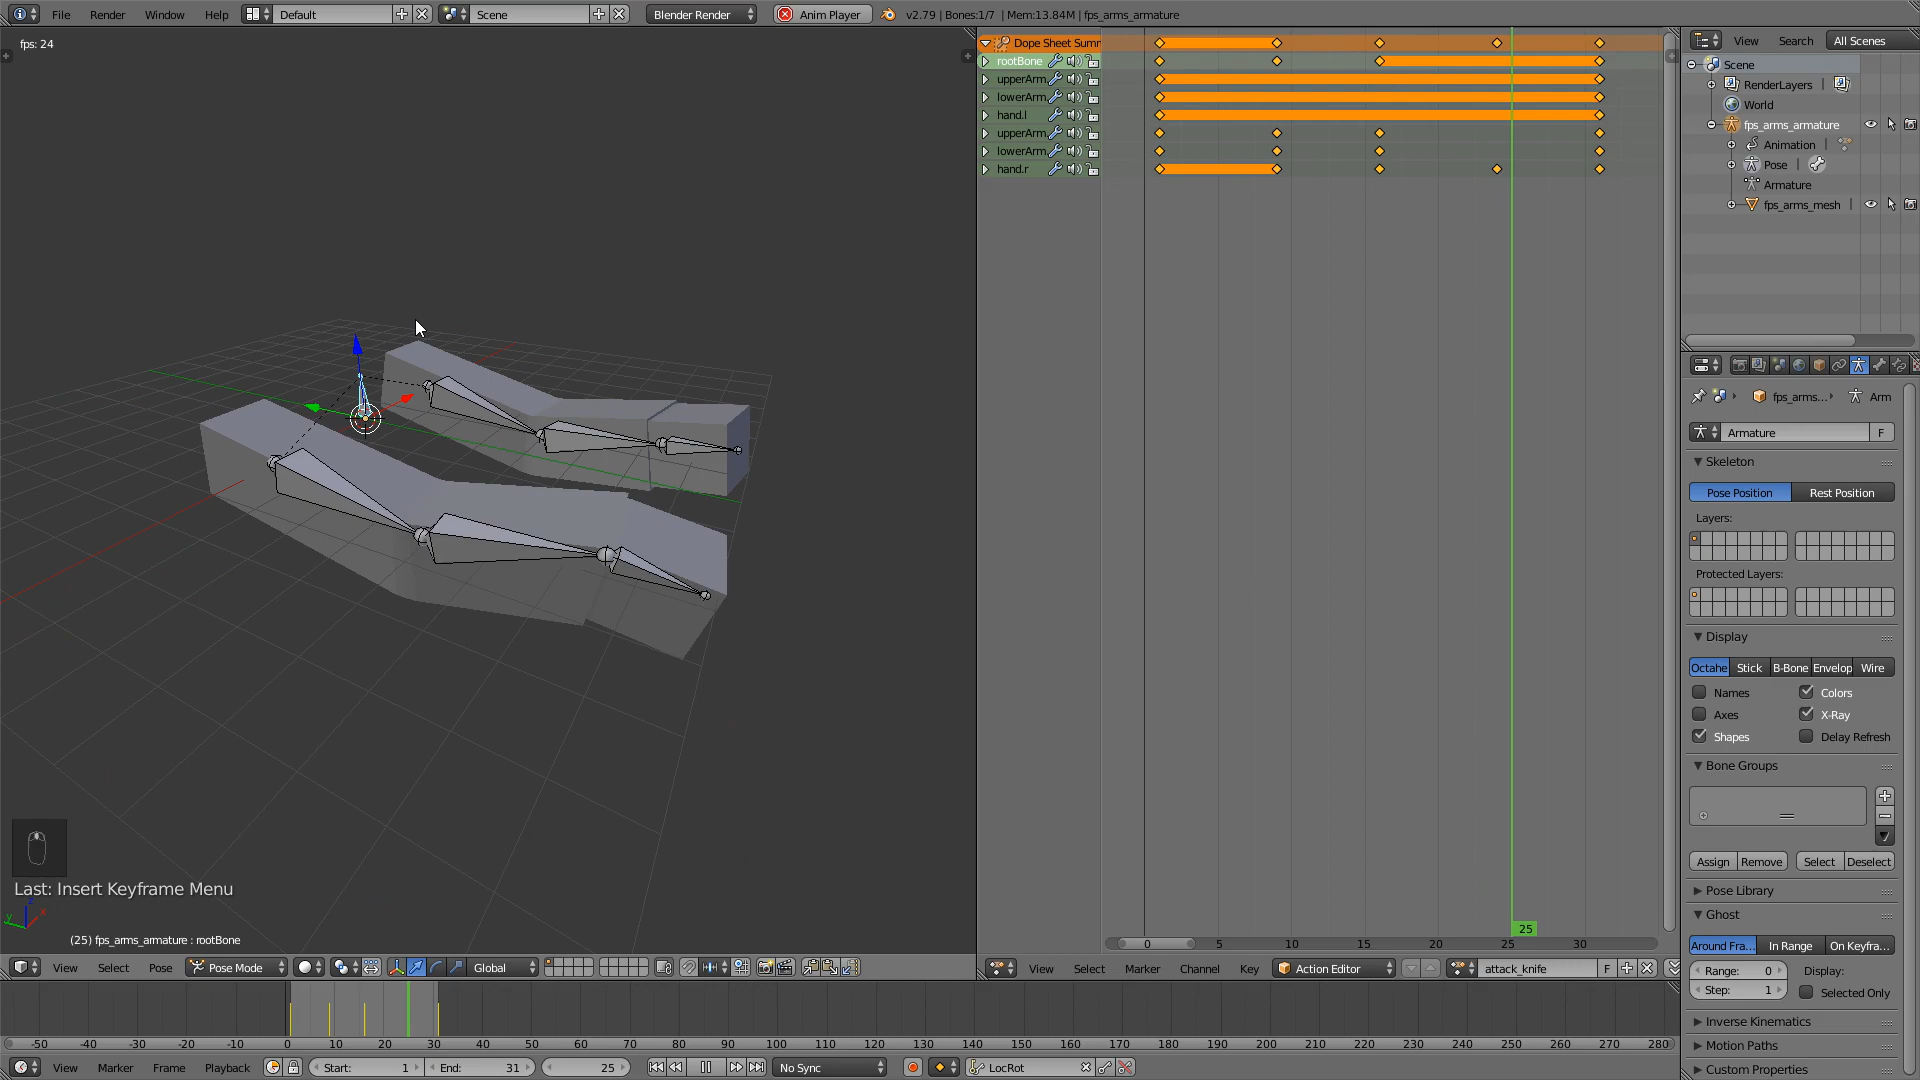 File Render Window Help Default Scene Blender Render Anim Player v2.79 | Bones:1/7 | Mem:13.84M | fps_arms_armature
fps: 24
Dope Sheet Summ
rootBone
upperArm.
lowerArm.
hand.l
upperArm.
lowerArm.
hand.r
View Search All Scenes
Scene
RenderLayers |
World
fps_arms_armature
Animation
Pose |
Armature
fps_arms_mesh |
fps_arms... Arm
Armature F
Skeleton
Pose Position Rest Position
Layers:
Protected Layers:
Display
Octahe Stick B-Bone Envelop Wire
Names Colors
Axes X-Ray
Shapes Delay Refresh
Bone Groups
Assign Remove Select Deselect
Pose Library
Ghost
Around Fra... In Range On Keyfra...
Range: 0 Display:
Step: 1 Selected Only
Inverse Kinematics
Motion Paths
Custom Properties
Last: Insert Keyframe Menu
z
y x
(25) fps_arms_armature : rootBone
View Select Pose Pose Mode Global
25
0 5 10 15 20 25 30
View Select Marker Channel Key Action Editor attack_knife F
-50 -40 -30 -20 -10 0 10 20 30 40 50 60 70 80 90 100 110 120 130 140 150 160 170 180 190 200 210 220 230 240 250 260 270 280
View Marker Frame Playback Start: 1 End: 31 25 No Sync LocRot